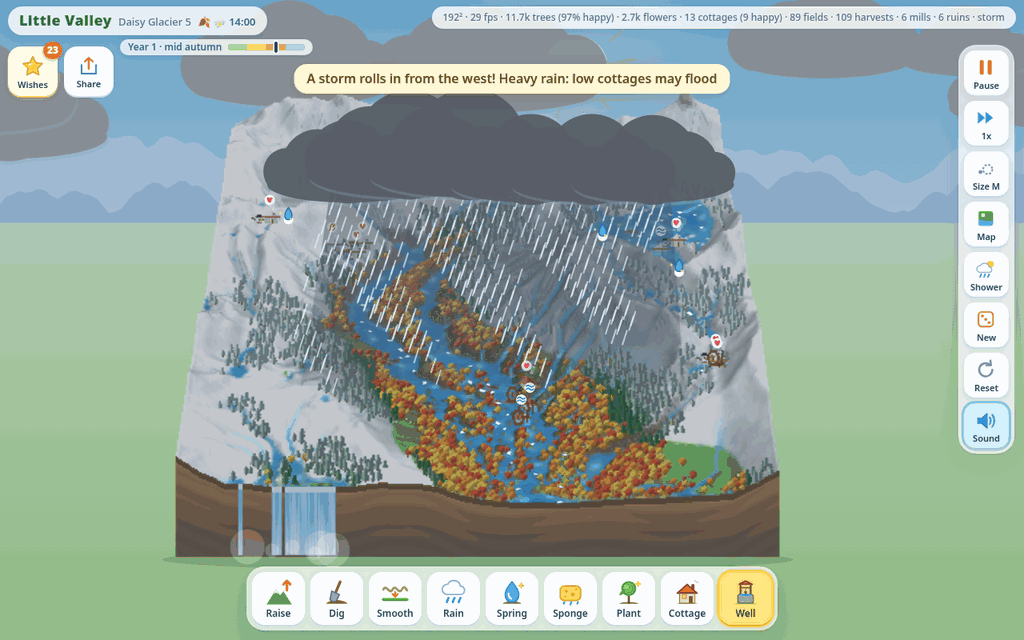 Little Valley Daisy Glacier 5 14:00
192² · 29 fps · 11.7k trees (97% happy) · 2.7k flowers · 13 cottages (9 happy) · 89 fields · 109 harvests · 6 mills · 6 ruins · storm
Year 1 · mid autumn
23
Wishes
Share
A storm rolls in from the west! Heavy rain: low cottages may flood
Pause
1x
Size M
Map
Shower
New
Reset
Sound
Raise
Dig
Smooth
Rain
Spring
Sponge
Plant
Cottage
Well